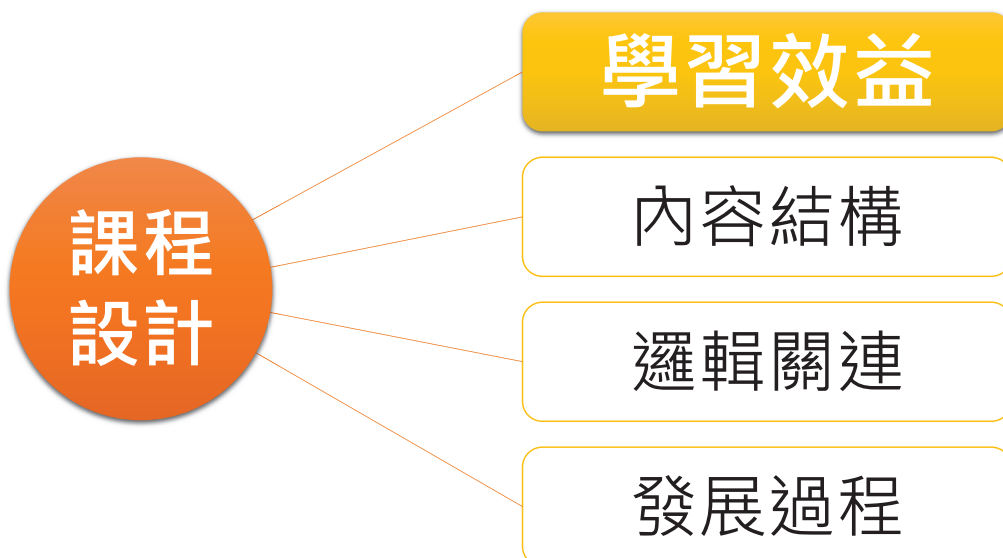 課程
設計
學習效益
內容結構
邏輯關連
發展過程